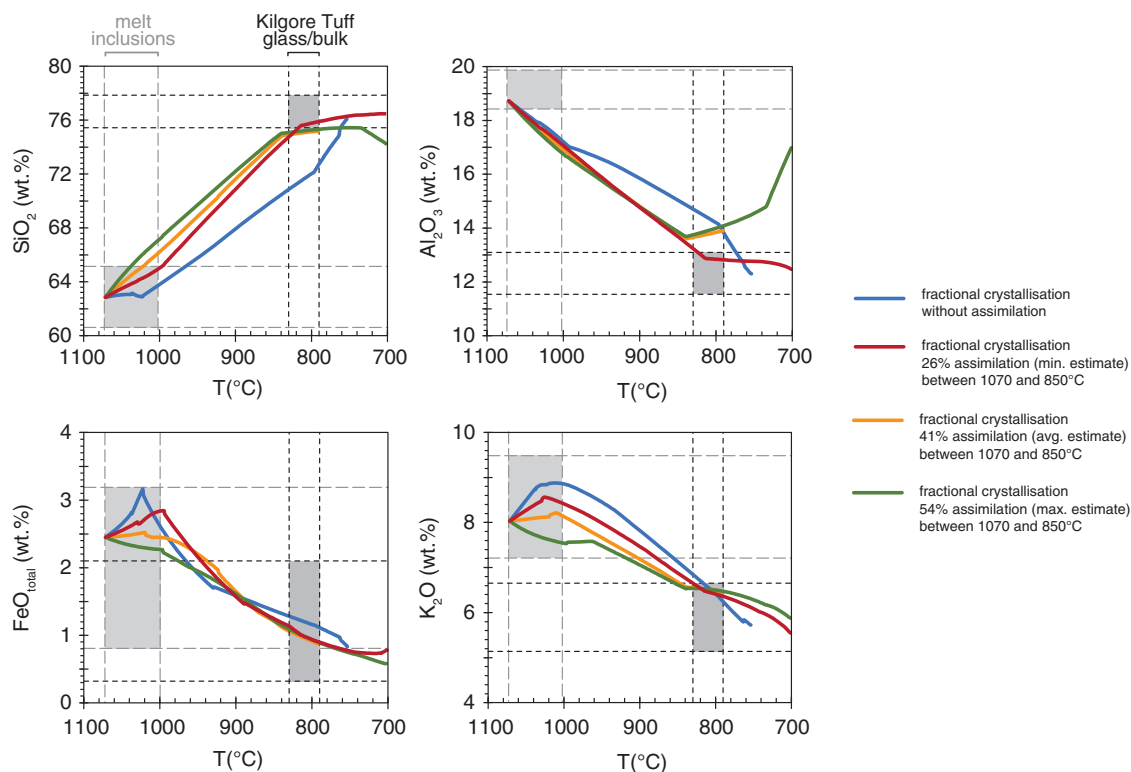 melt
inclusions
Kilgore Tuff
glass/bulk
80
76
72
68
64
60
SiO2 (wt.%)
1100 1000 900 800 700
T(°C)
20
18
16
14
12
10
Al2O3 (wt.%)
1100 1000 900 800 700
T(°C)
4
3
2
1
0
FeOtotal (wt.%)
1100 1000 900 800 700
T(°C)
10
8
6
4
K2O (wt.%)
1100 1000 900 800 700
T(°C)
fractional crystallisation
without assimilation
fractional crystallisation
26% assimilation (min. estimate)
between 1070 and 850°C
fractional crystallisation
41% assimilation (avg. estimate)
between 1070 and 850°C
fractional crystallisation
54% assimilation (max. estimate)
between 1070 and 850°C